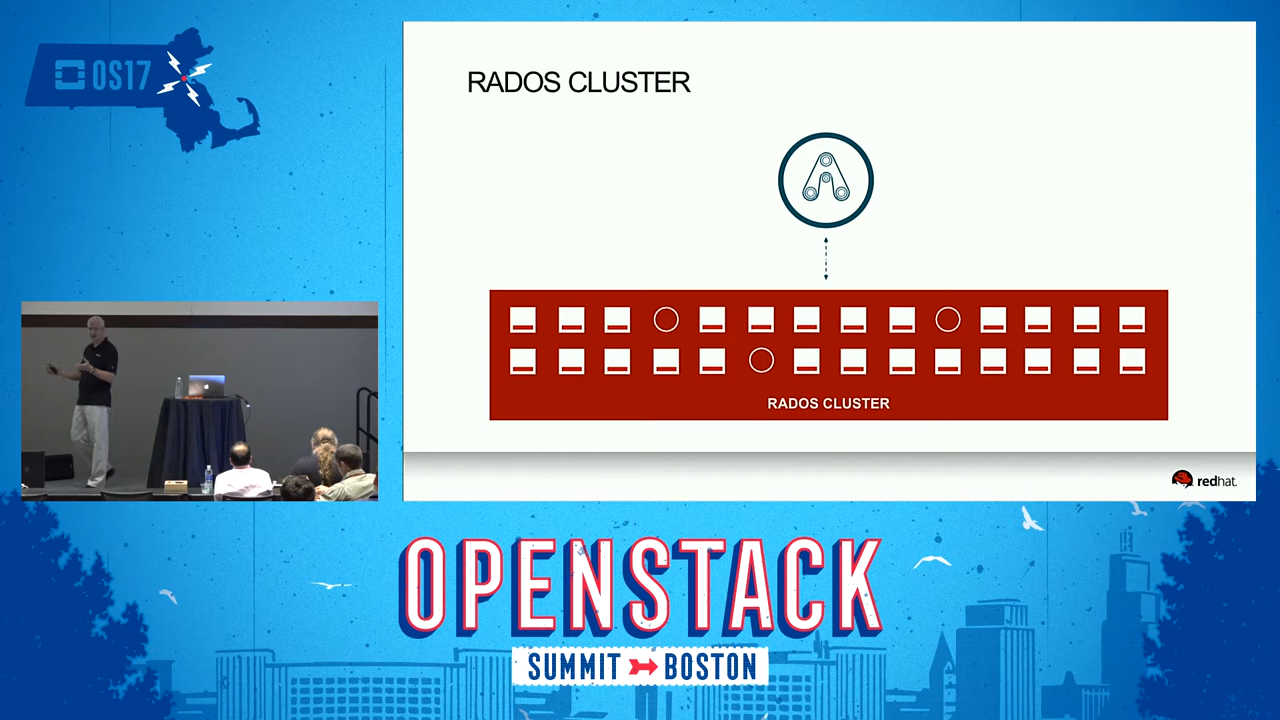 OS17
RADOS CLUSTER
RADOS CLUSTER
redhat.
OPENSTACK
SUMMIT BOSTON